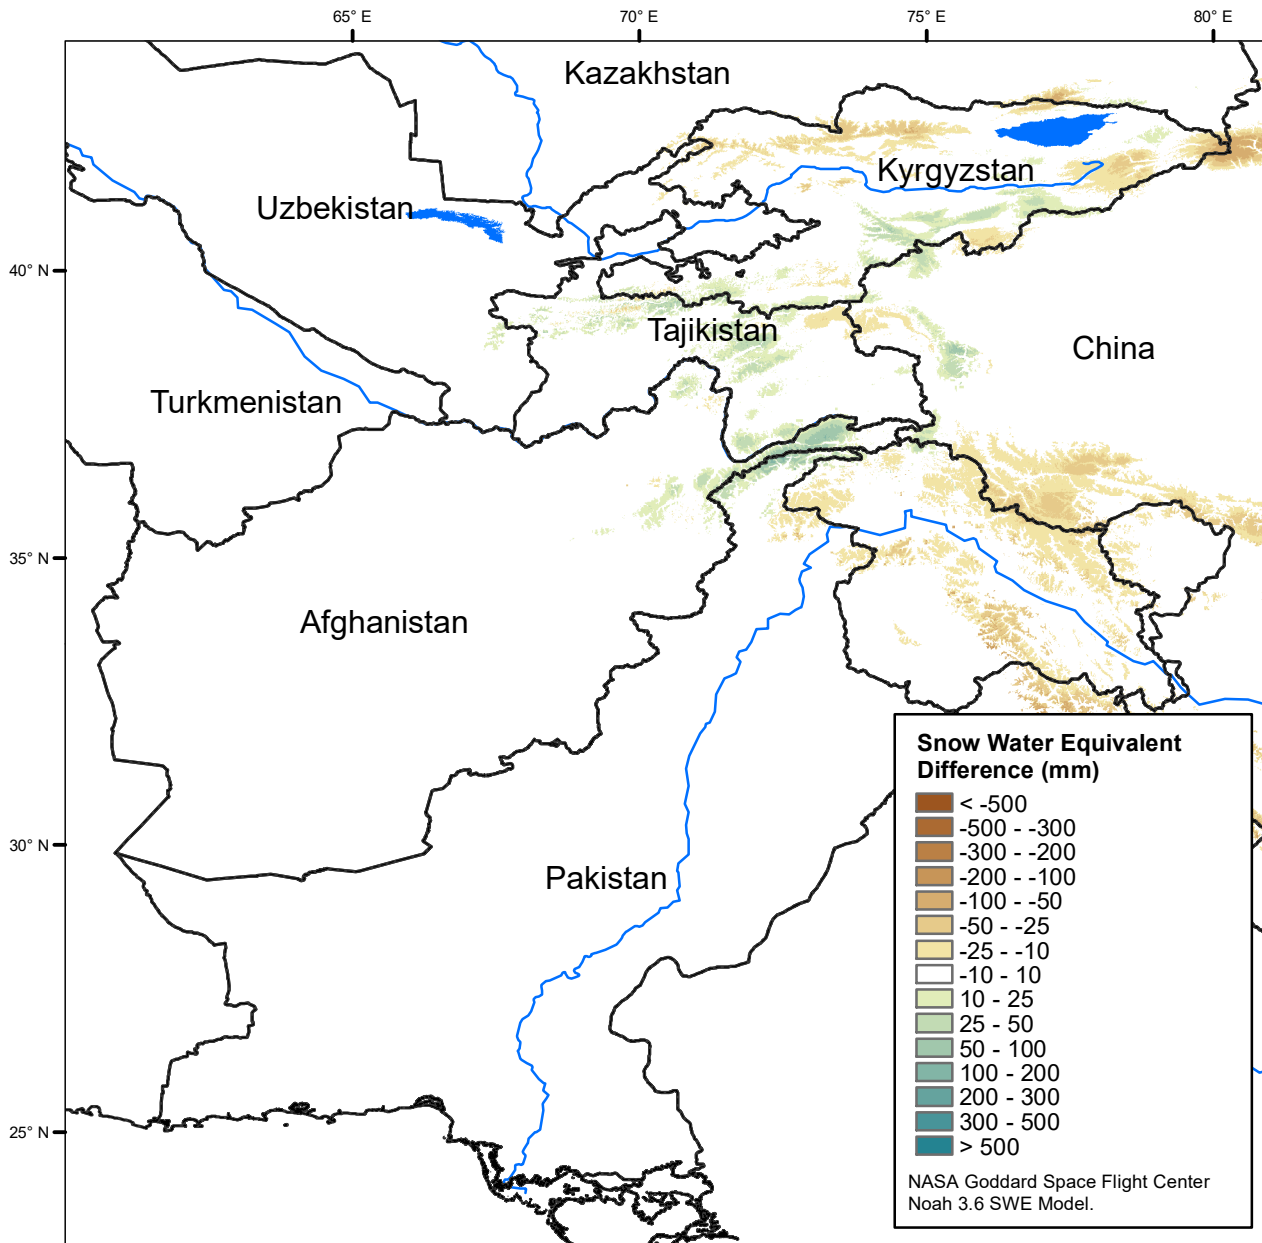 65° E
70° E
75° E
80° E
Kazakhstan
Kyrgyzstan
Uzbekistan
40° N
Tajikistan
China
Turkmenistan
35° N
Afghanistan
30° N
Pakistan
25° N
Snow Water Equivalent
Difference (mm)
< -500
-500 - -300
-300 - -200
-200 - -100
-100 - -50
-50 - -25
-25 - -10
-10 - 10
10 - 25
25 - 50
50 - 100
100 - 200
200 - 300
300 - 500
> 500
NASA Goddard Space Flight Center
Noah 3.6 SWE Model.